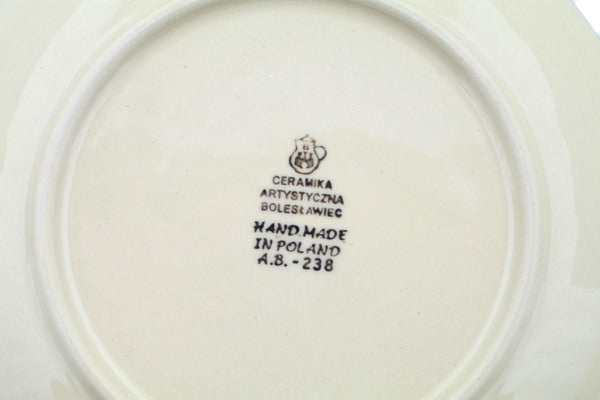 CERAMIKA
ARTYSTYCZNA
BOLESŁAWIEC
HAND MADE
IN POLAND
A.B.-238